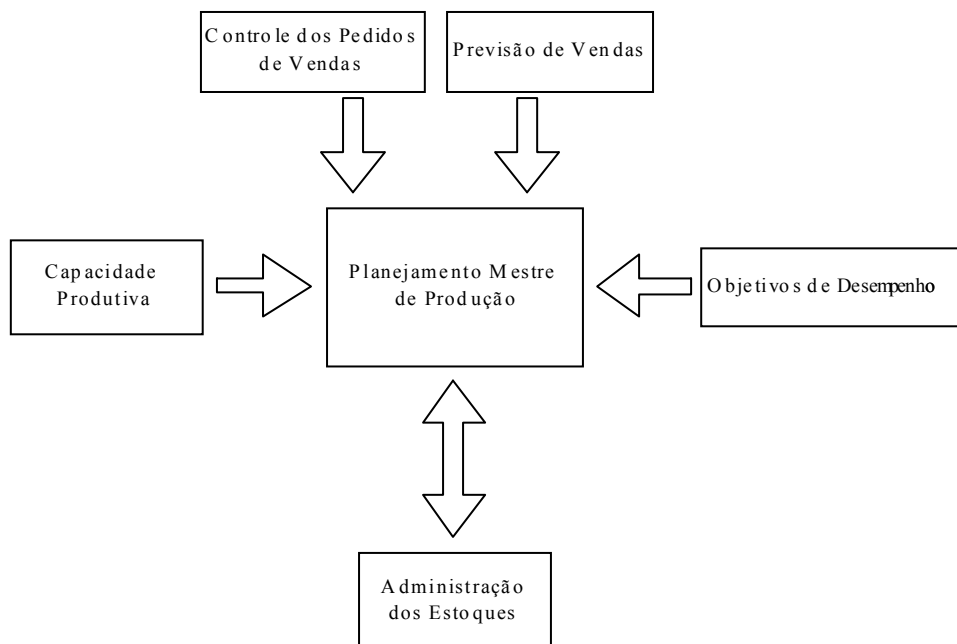 Controle dos Pedidos
de Vendas
Previsão de Vendas
Capacidade
Produtiva
Planejamento Mestre
de Produção
Objetivos de Desempenho
Administração
dos Estoques